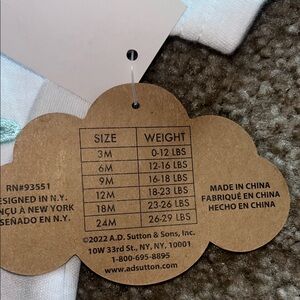 SIZE WEIGHT
3M 0-12 LBS
6M 12-16 LBS
9M 16-18 LBS
12M 18-23 LBS
18M 23-26 LBS
24M 26-29 LBS
RN#93551
ESIGNED IN N.Y.
NÇU A NEW YORK
SEÑADO EN N.Y.
MADE IN CHINA
FABRIQUÉ EN CHINA
HECHO EN CHINA
©2022 A.D. Sutton & Sons, Inc.
10W 33rd St., NY, NY, 10001
1-800-695-8895
www.adsutton.com